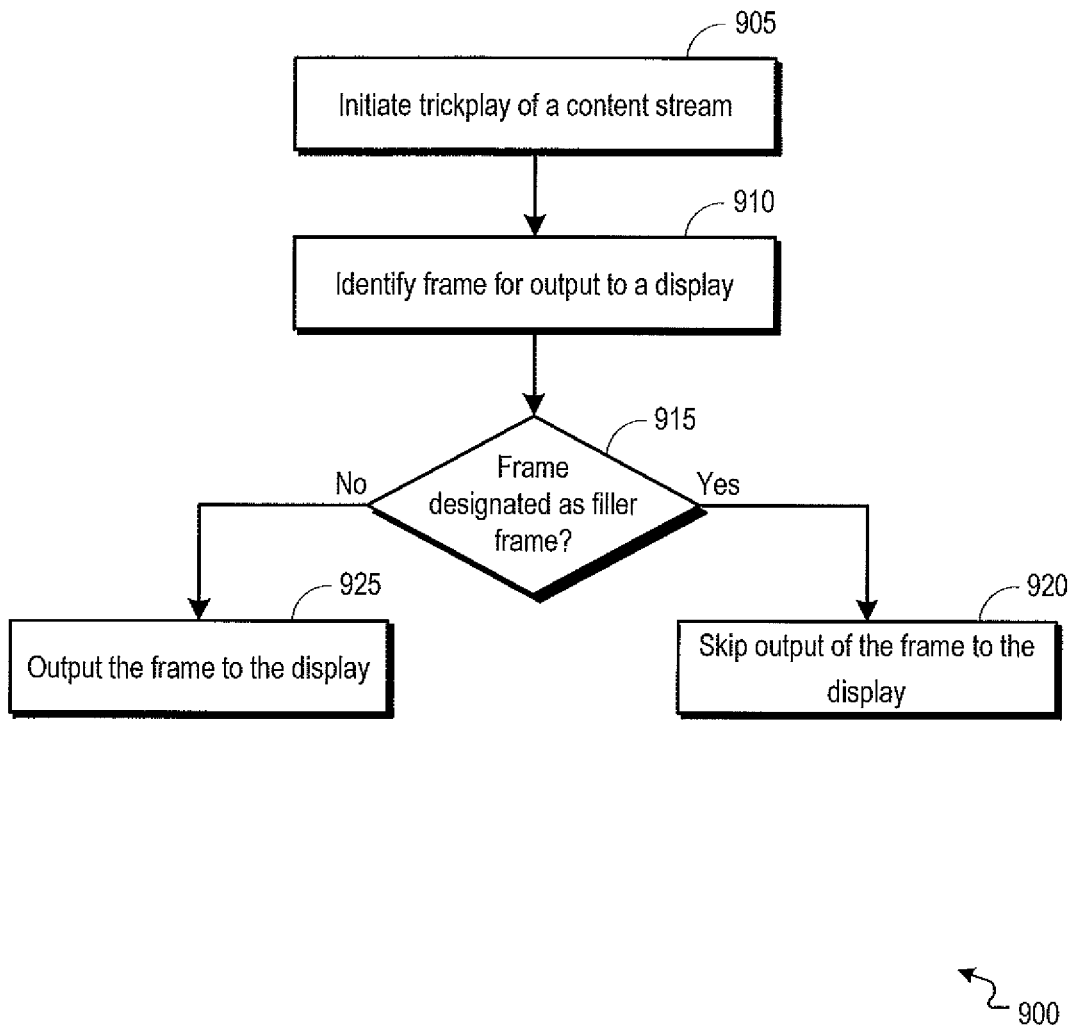 905
Initiate trickplay of a content stream
910
Identify frame for output to a display
915
Frame
designated as filler
frame?
No
Yes
925
Output the frame to the display
920
Skip output of the frame to the
display
900